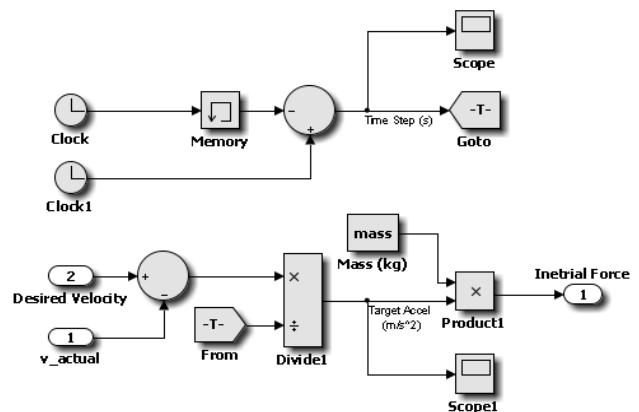 Scope
Time Step (s)
-T-
Goto
Clock
Memory
Clock1
mass
Mass (kg)
2
Desired Velocity
1
v_actual
-T-
From
Divide1
Target Accel
(m/s^2)
Product1
Inetrial Force
1
Scope1